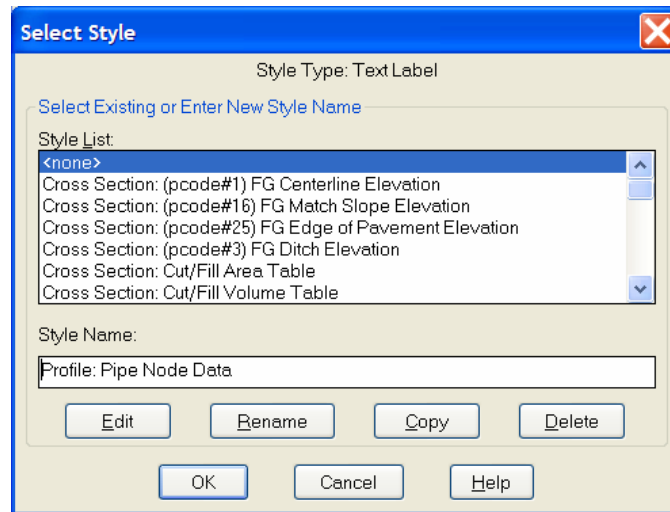 Select Style
Style Type: Text Label
Select Existing or Enter New Style Name
Style List:
<none>
Cross Section: (pcode#1) FG Centerline Elevation
Cross Section: (pcode#16) FG Match Slope Elevation
Cross Section: (pcode#25) FG Edge of Pavement Elevation
Cross Section: (pcode#3) FG Ditch Elevation
Cross Section: Cut/Fill Area Table
Cross Section: Cut/Fill Volume Table
Style Name:
Profile: Pipe Node Data
Edit Rename Copy Delete
OK Cancel Help